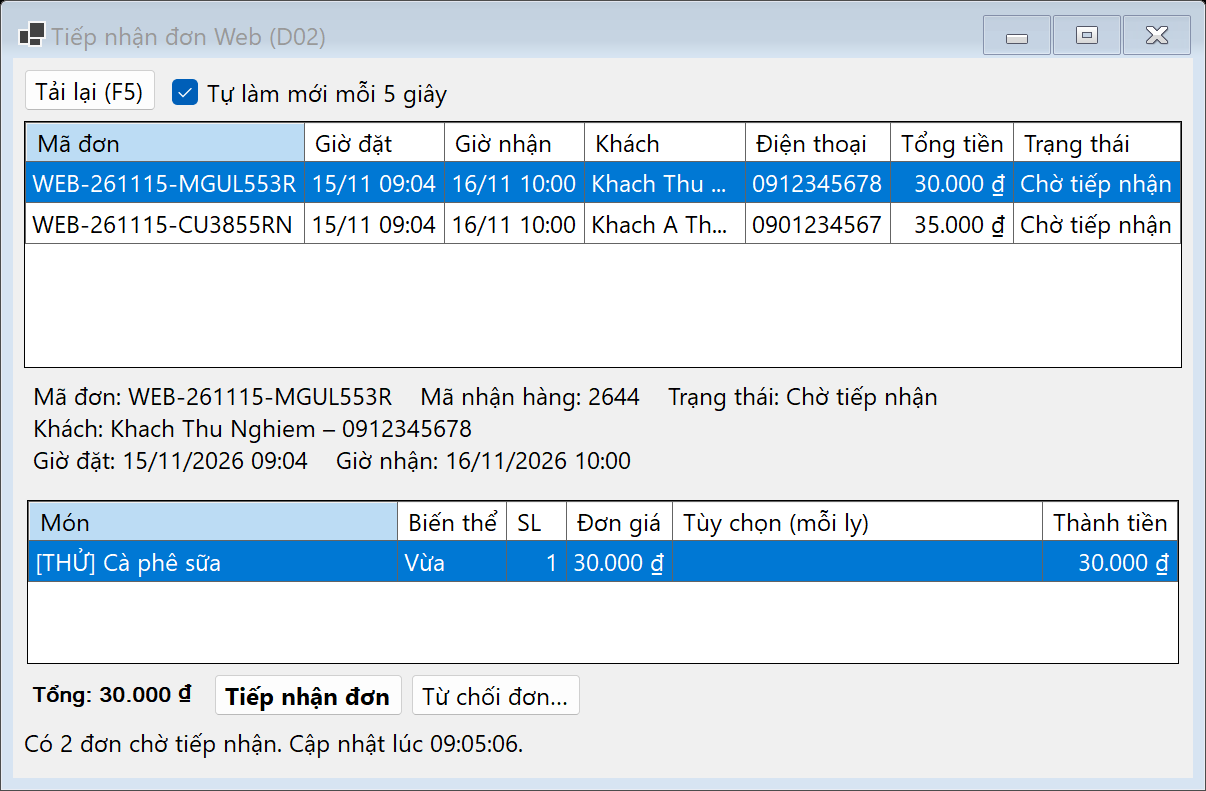 Tiếp nhận đơn Web (D02)
Tải lại (F5) Tự làm mới mỗi 5 giây
Mã đơn Giờ đặt Giờ nhận Khách Điện thoại Tổng tiền Trạng thái
WEB-261115-MGUL553R 15/11 09:04 16/11 10:00 Khach Thu ... 0912345678 30.000 ₫ Chờ tiếp nhận
WEB-261115-CU3855RN 15/11 09:04 16/11 10:00 Khach A Th... 0901234567 35.000 ₫ Chờ tiếp nhận
Mã đơn: WEB-261115-MGUL553R Mã nhận hàng: 2644 Trạng thái: Chờ tiếp nhận
Khách: Khach Thu Nghiem – 0912345678
Giờ đặt: 15/11/2026 09:04 Giờ nhận: 16/11/2026 10:00
Món Biến thể SL Đơn giá Tùy chọn (mỗi ly) Thành tiền
[THỬ] Cà phê sữa Vừa 1 30.000 ₫ 30.000 ₫
Tổng: 30.000 ₫ Tiếp nhận đơn Từ chối đơn...
Có 2 đơn chờ tiếp nhận. Cập nhật lúc 09:05:06.